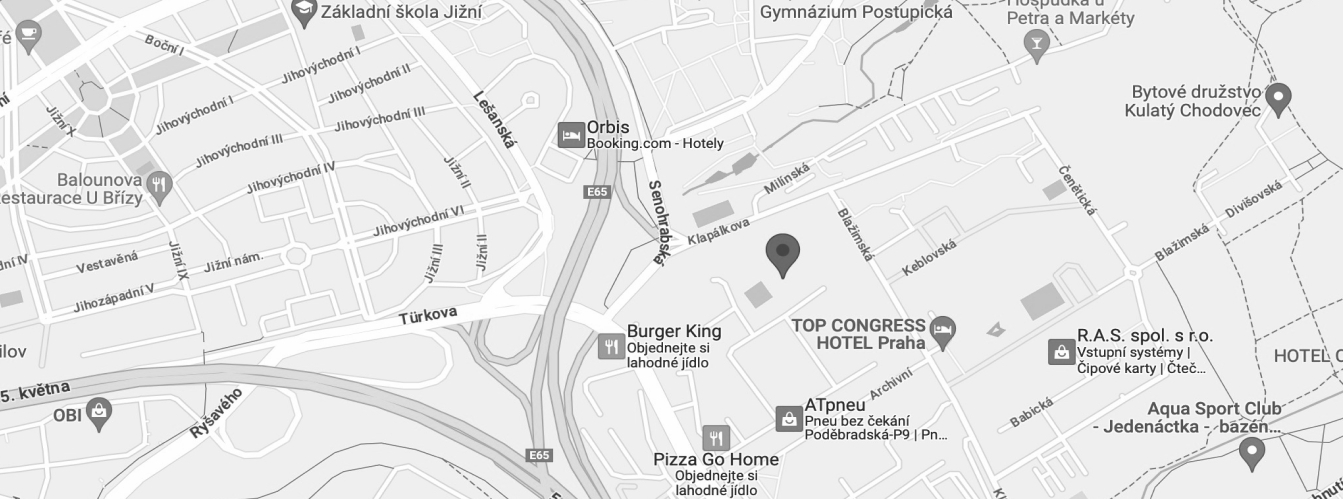 Základní škola Jižní
Gymnázium Postupická
Hospůdka u
Petra a Markéty
Boční I
Jihovýchodní I
Jihovýchodní II
Jihovýchodní I
Jihovýchodní III
Jihovýchodní III
Jihovýchodní IV
Jihovýchodní VI
Jižní X
Lešanská
Bytové družstvo
Kulatý Chodovec
Orbis
Booking.com - Hotely
Balounova
restaurace U Břízy
Jižní II
E65
Senohrabská
Milínská
Čenětická
Divišovská
Klapálkova
Blažimská
Blažimská
Keblovská
Vestavěná
Jižní nám.
Jižní IX
Jižní III
Jižní II
Jihozápadní V
Türkova
Burger King
Objednejte si
lahodné jídlo
TOP CONGRESS
HOTEL Praha
R.A.S. spol. s r.o.
Vstupní systémy |
Čipové karty | Čteč...
HOTEL
5. května
OBI
Ryšavého
Archivní
ATpneu
Pneu bez čekání
Poděbradská-P9 | Pn...
Babická
Aqua Sport Club
- Jedenáctka - bazén...
E65
Pizza Go Home
Objednejte si
lahodné jídlo